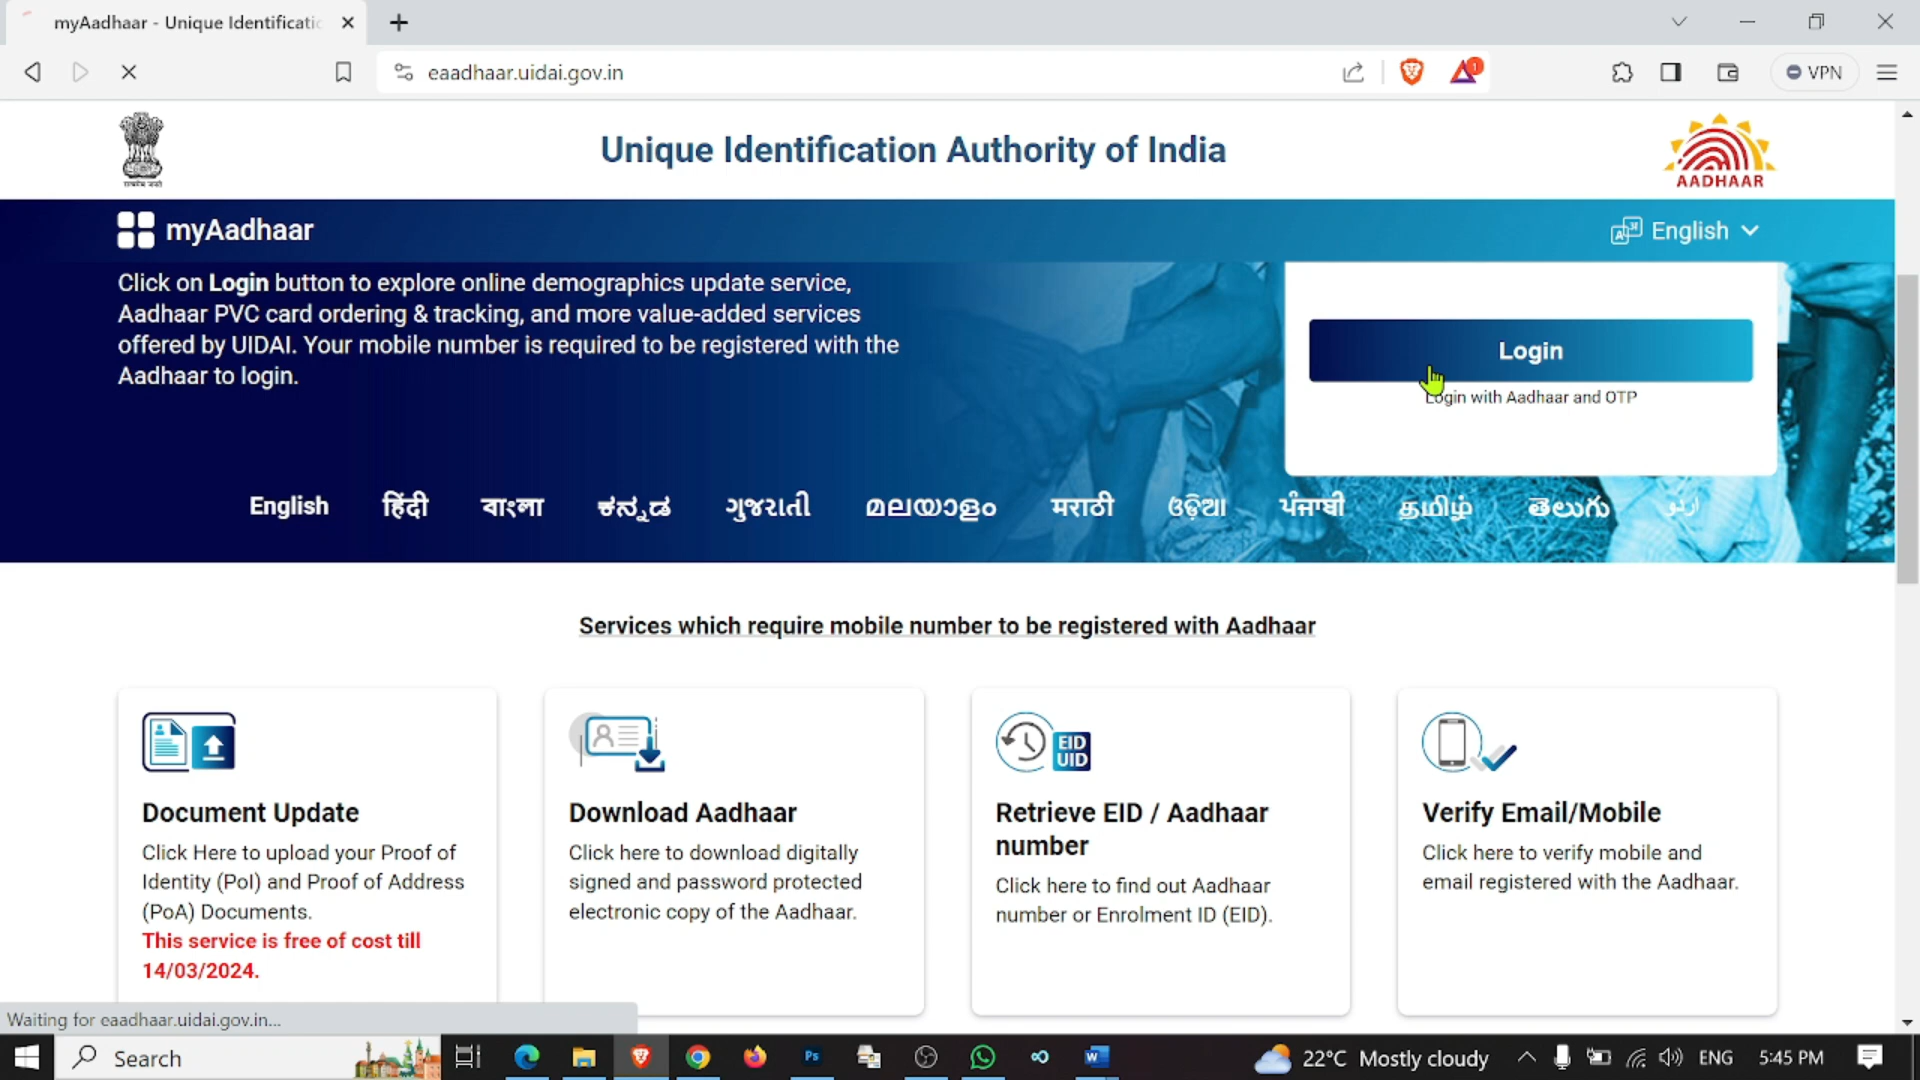 myAadhaar - Unique Identificatic
eaadhaar.uidai.gov.in
1
VPN
सत्यमेव जयते
Unique Identification Authority of India
AADHAAR
myAadhaar
English
Click on Login button to explore online demographics update service,
Aadhaar PVC card ordering & tracking, and more value-added services
offered by UIDAI. Your mobile number is required to be registered with the
Aadhaar to login.
Login
Login with Aadhaar and OTP
English हिंदी বাংলা ಕನ್ನಡ ગુજરાતી മലയാളം मराठी ଓଡ଼ିଆ ਪੰਜਾਬੀ தமிழ் తెలుగు اردو
Services which require mobile number to be registered with Aadhaar
Document Update
Click Here to upload your Proof of
Identity (PoI) and Proof of Address
(PoA) Documents.
This service is free of cost till
14/03/2024.
Download Aadhaar
Click here to download digitally
signed and password protected
electronic copy of the Aadhaar.
EID
UID
Retrieve EID / Aadhaar
number
Click here to find out Aadhaar
number or Enrolment ID (EID).
Verify Email/Mobile
Click here to verify mobile and
email registered with the Aadhaar.
Waiting for eaadhaar.uidai.gov.in...
Search
Ps
22°C Mostly cloudy
ENG
5:45 PM